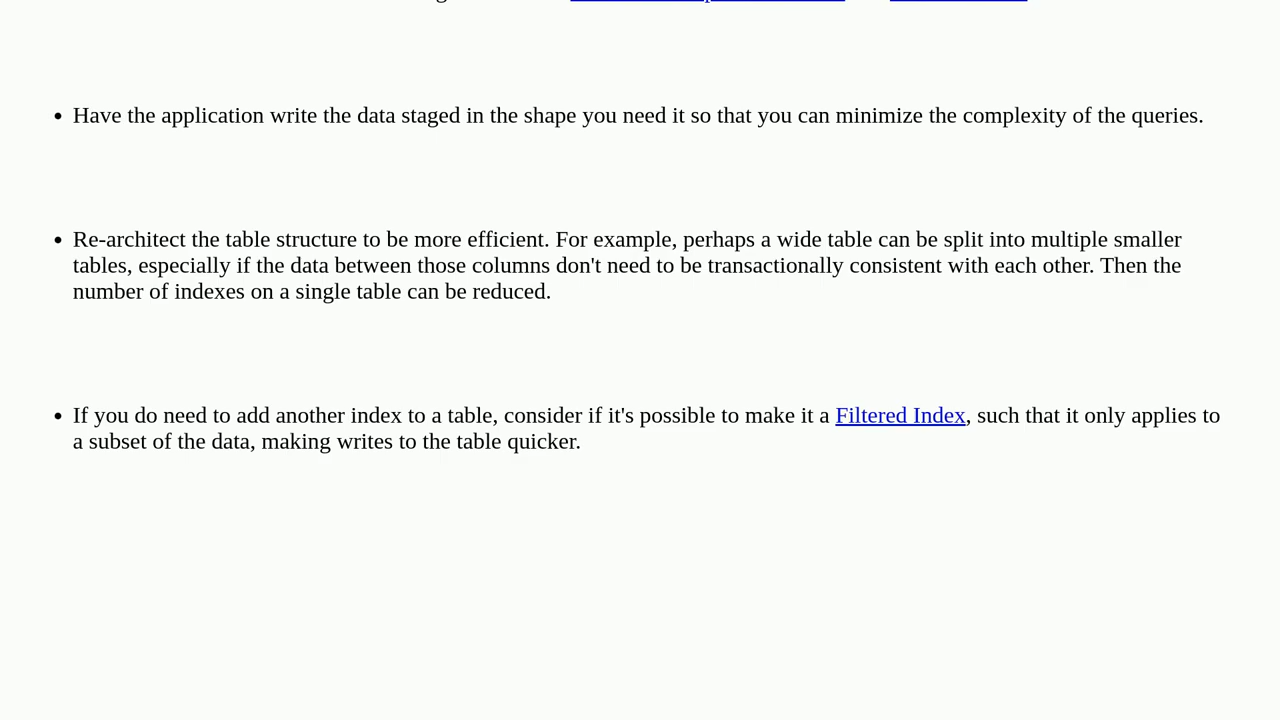 Have the application write the data staged in the shape you need it so that you can minimize the complexity of the queries.
Re-architect the table structure to be more efficient. For example, perhaps a wide table can be split into multiple smaller
tables, especially if the data between those columns don't need to be transactionally consistent with each other. Then the
number of indexes on a single table can be reduced.
If you do need to add another index to a table, consider if it's possible to make it a Filtered Index, such that it only applies to
a subset of the data, making writes to the table quicker.